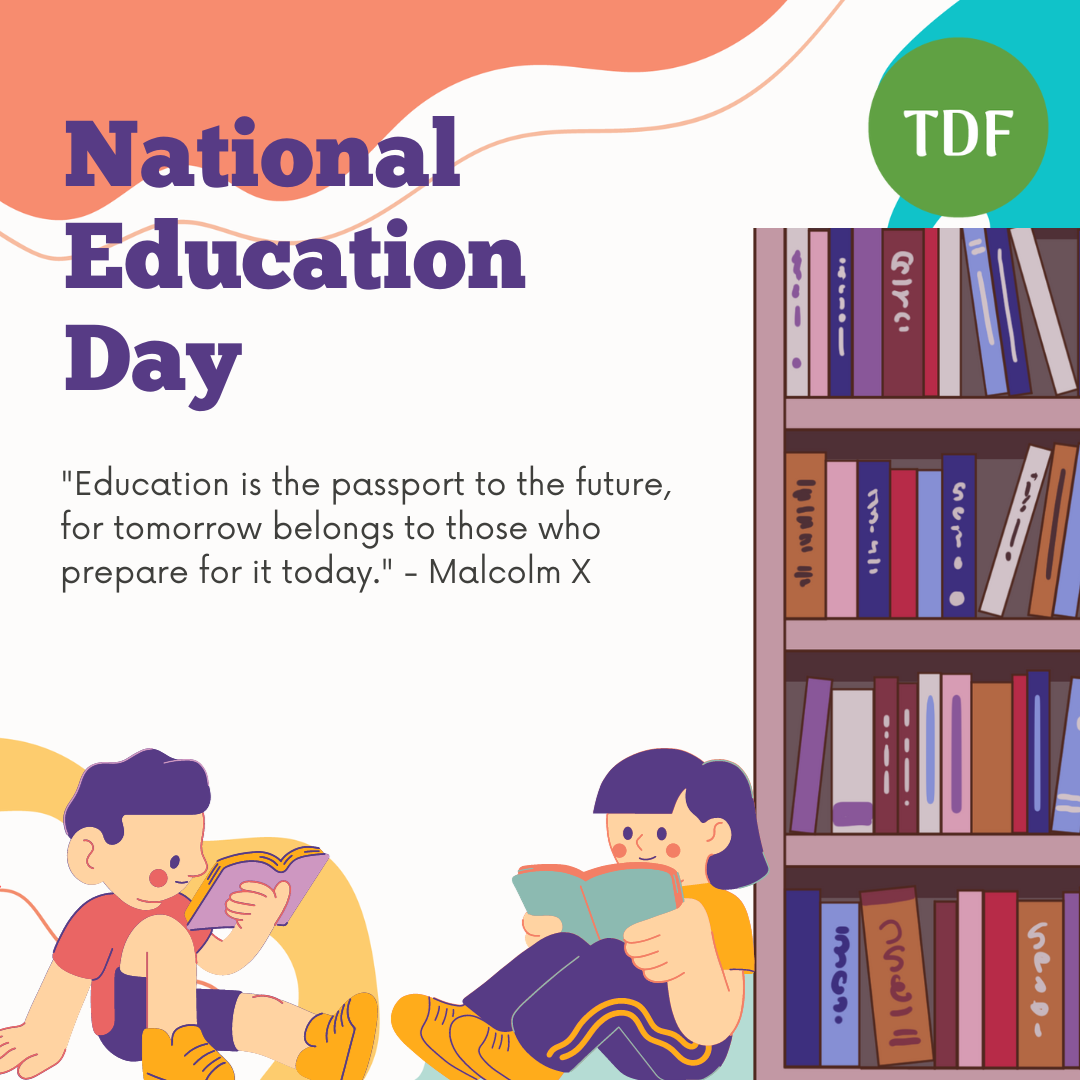 TDF
National
Education
Day
"Education is the passport to the future,
for tomorrow belongs to those who
prepare for it today." - Malcolm X